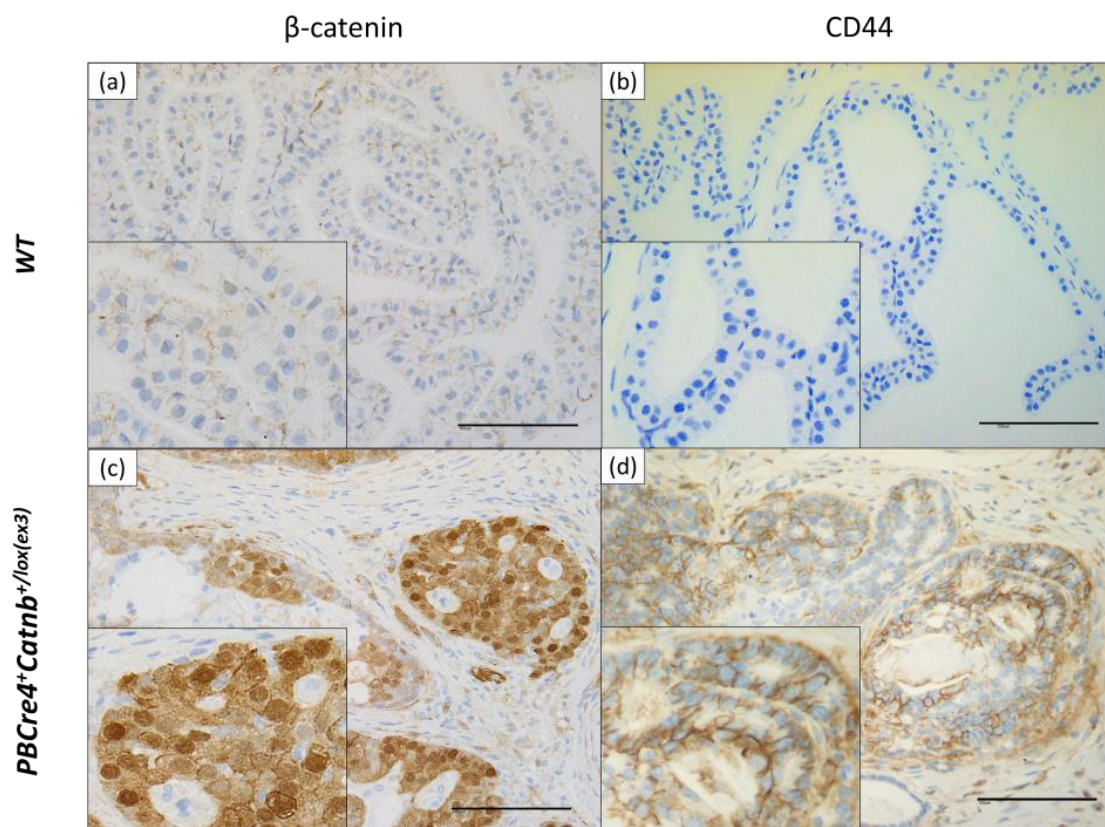 β-catenin CD44
WT
(a)
(b)
PBCre4⁺Catnb⁺/lox(ex3)
(c)
(d)